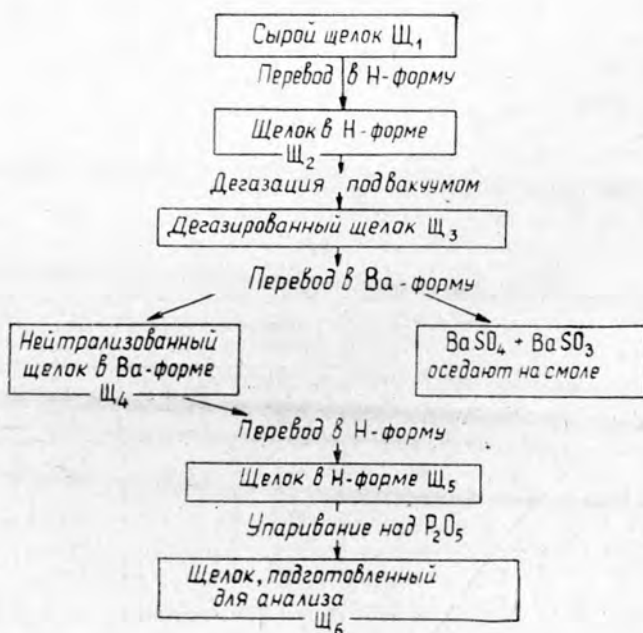 Сырой щелок Щ₁
Перевод в Н-форму
Щелок в Н-форме
Щ₂
Дегазация под вакуумом
Дегазированный щелок Щ₃
Перевод в Ва-форму
Нейтрализованный
щелок в Ва-форме
Щ₄
BaSO₄ + BaSO₃
оседают на смоле
Перевод в Н-форму
Щелок в Н-форме Щ₅
Упаривание над P₂O₅
Щелок, подготовленный
для анализа
Щ₆